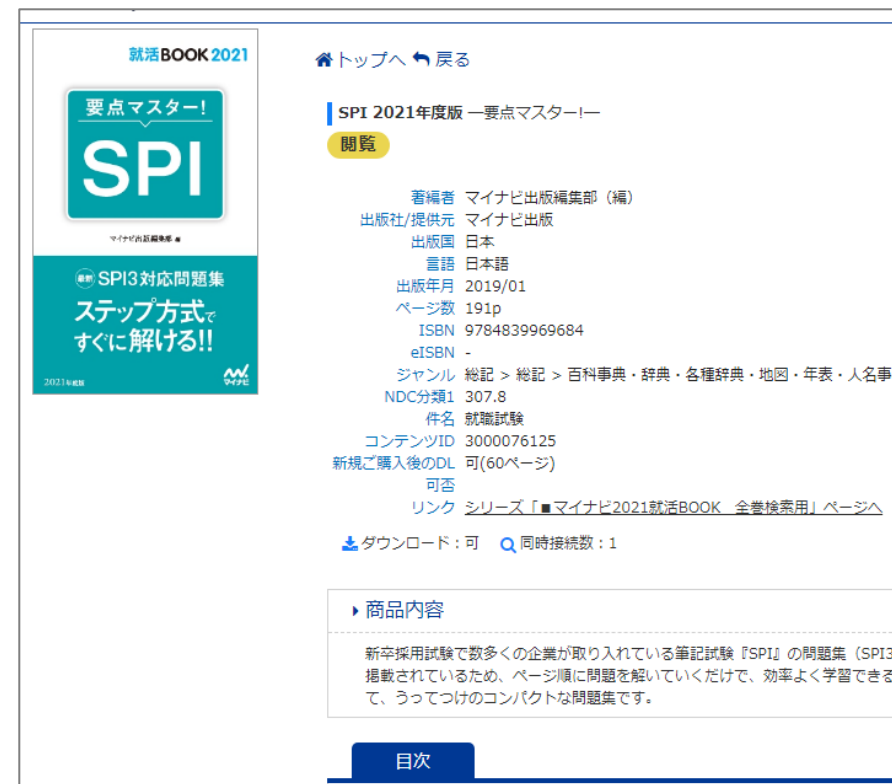 就活BOOK2021
要点マスター!
SPI
マイナビ出版編集部 編
最新 SPI3対応問題集
ステップ方式で
すぐに解ける!!
2021年度版
マイナビ
トップへ 戻る
SPI 2021年度版 ―要点マスター!―
閲覧
著編者 マイナビ出版編集部（編）
出版社/提供元 マイナビ出版
出版国 日本
言語 日本語
出版年月 2019/01
ページ数 191p
ISBN 9784839969684
eISBN -
ジャンル 総記 > 総記 > 百科事典・辞典・各種辞典・地図・年表・人名事
NDC分類1 307.8
件名 就職試験
コンテンツID 3000076125
新規ご購入後のDL 可(60ページ)
可否
リンク シリーズ「■マイナビ2021就活BOOK　全巻検索用」ページへ
ダウンロード：可 同時接続数：1
商品内容
新卒採用試験で数多くの企業が取り入れている筆記試験『SPI』の問題集（SPI3
掲載されているため、ページ順に問題を解いていくだけで、効率よく学習できる
て、うってつけのコンパクトな問題集です。
目次